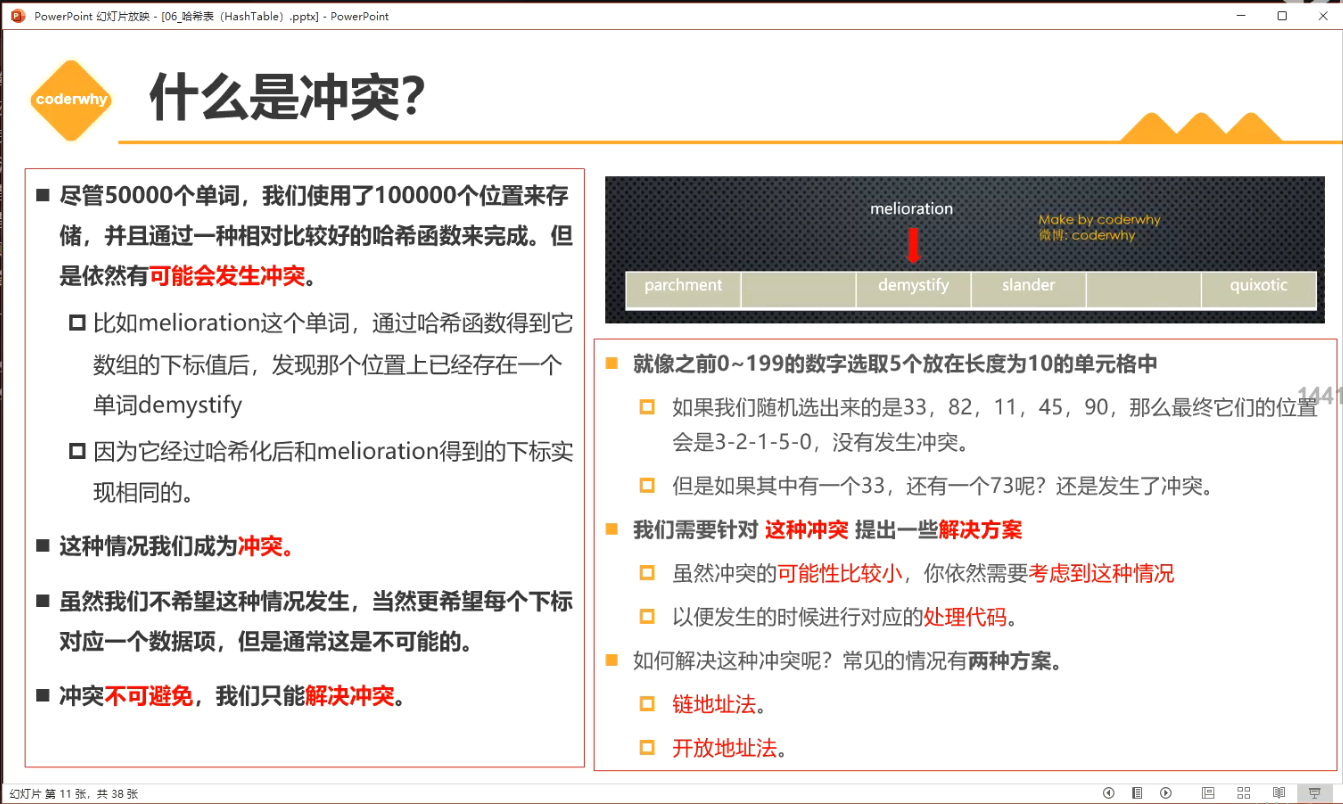 PowerPoint 幻灯片放映 - [06_哈希表（HashTable）.pptx] - PowerPoint
coderwhy
什么是冲突？
尽管50000个单词，我们使用了100000个位置来存
储，并且通过一种相对比较好的哈希函数来完成。但
是依然有可能会发生冲突。
比如melioration这个单词，通过哈希函数得到它
数组的下标值后，发现那个位置上已经存在一个
单词demystify
因为它经过哈希化后和melioration得到的下标实
现相同的。
这种情况我们成为冲突。
虽然我们不希望这种情况发生，当然更希望每个下标
对应一个数据项，但是通常这是不可能的。
冲突不可避免，我们只能解决冲突。
melioration
Make by coderwhy
微博: coderwhy
parchment demystify slander quixotic
就像之前0~199的数字选取5个放在长度为10的单元格中
如果我们随机选出来的是33，82，11，45，90，那么最终它们的位置
会是3-2-1-5-0，没有发生冲突。
但是如果其中有一个33，还有一个73呢？还是发生了冲突。
我们需要针对 这种冲突 提出一些解决方案
虽然冲突的可能性比较小，你依然需要考虑到这种情况
以便发生的时候进行对应的处理代码。
如何解决这种冲突呢？常见的情况有两种方案。
链地址法。
开放地址法。
1441
幻灯片 第 11 张，共 38 张